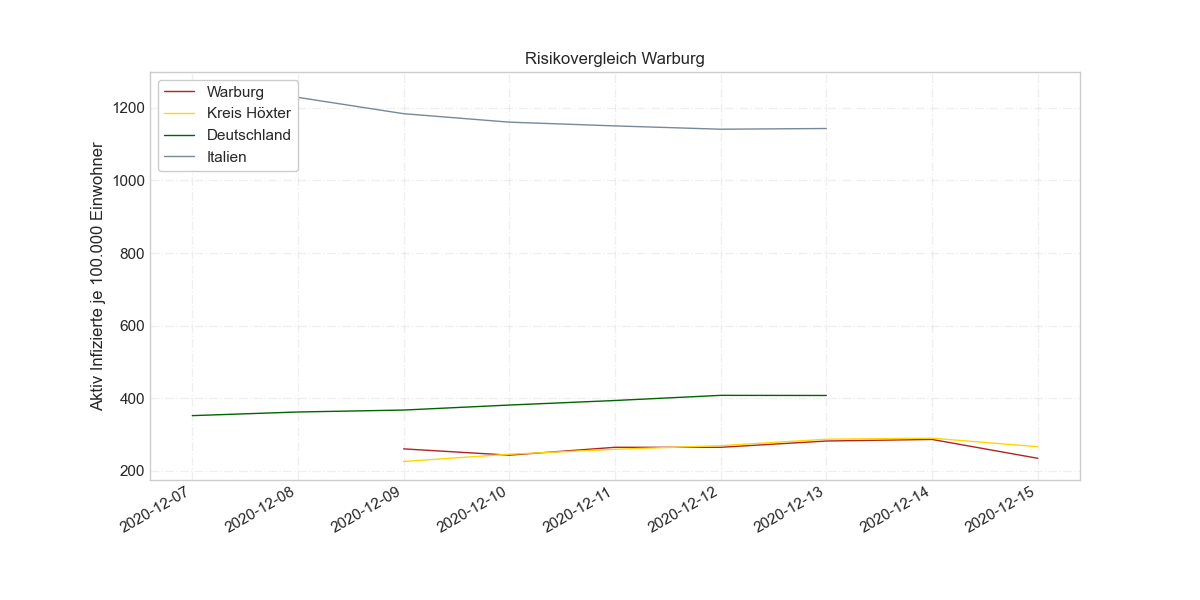 Risikovergleich Warburg
Warburg
Kreis Höxter
Deutschland
Italien
Aktiv Infizierte je 100.000 Einwohner
1200
1000
800
600
400
200
2020-12-07
2020-12-08
2020-12-09
2020-12-10
2020-12-11
2020-12-12
2020-12-13
2020-12-14
2020-12-15